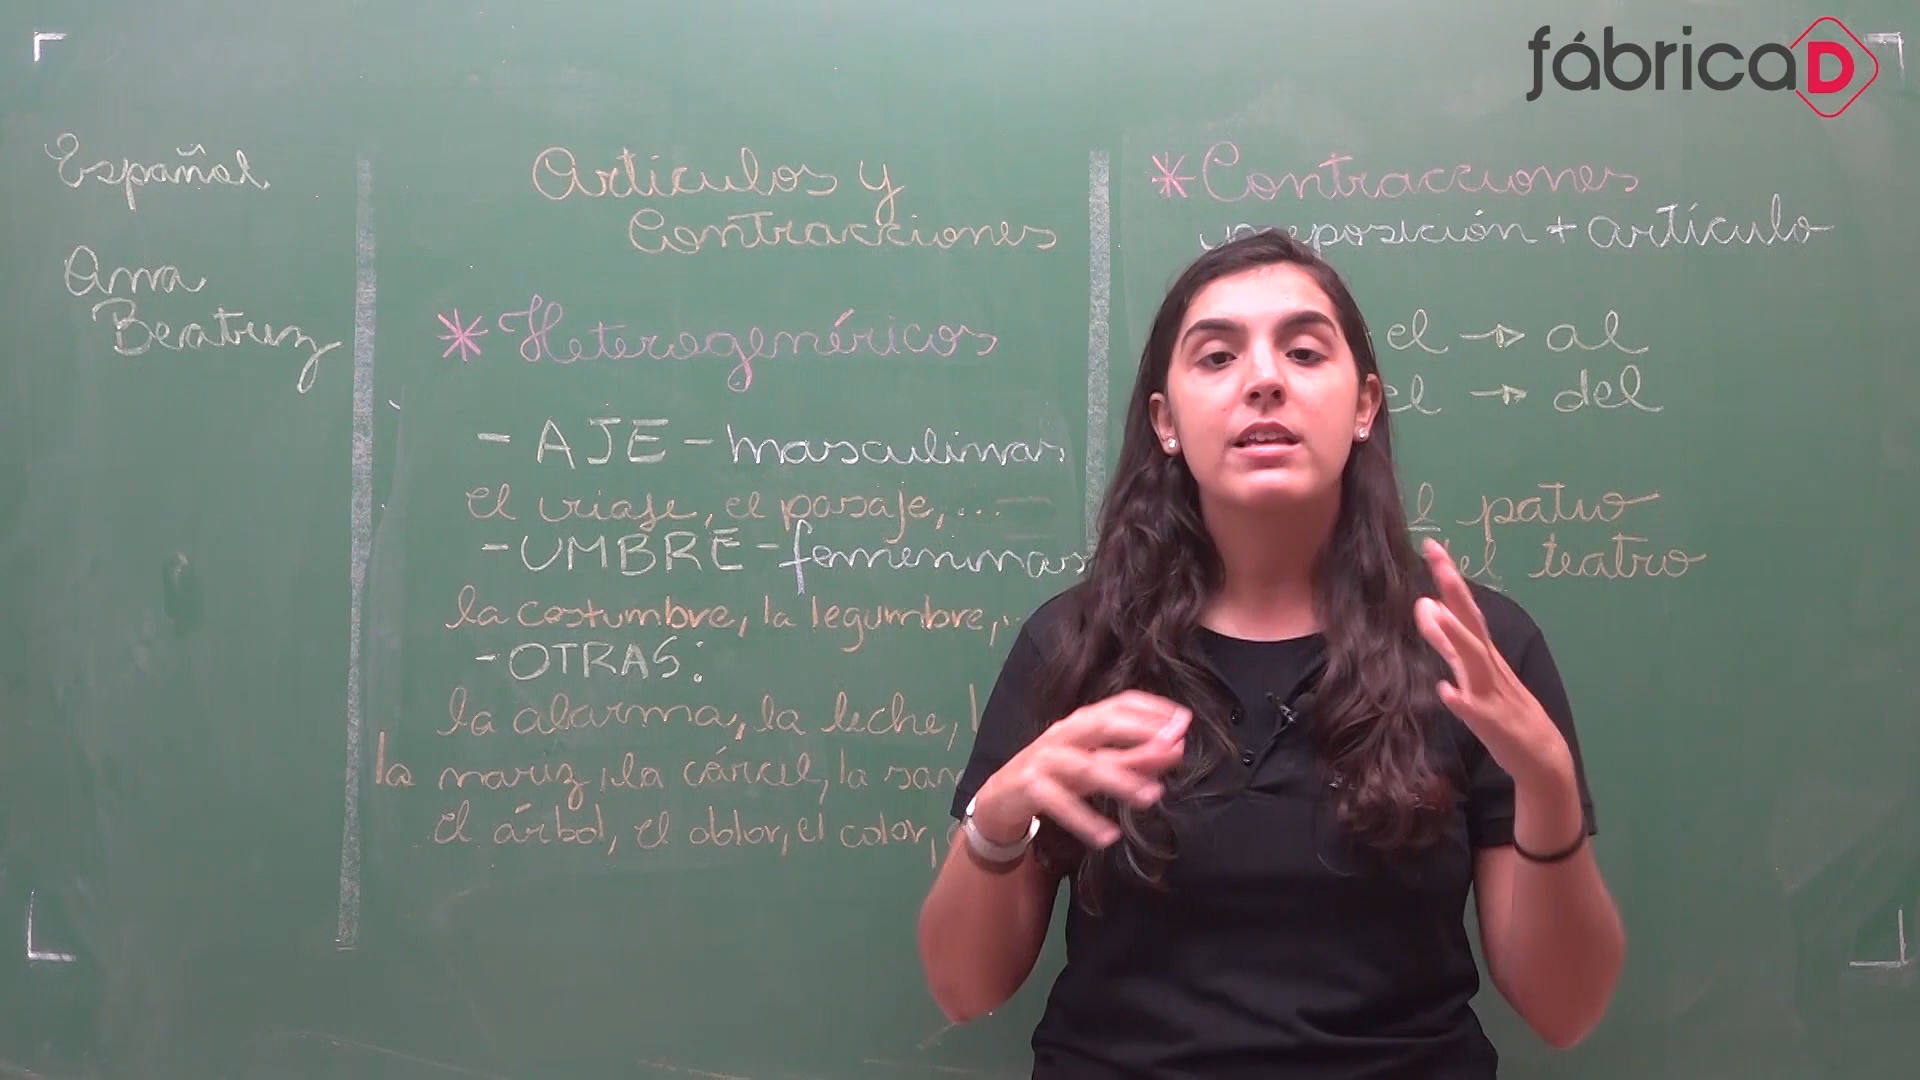 fábricaD
Español
Ana
Beatriz
Artículos y
Contracciones
* Heterogenéricos
- AJE - masculinas
el viaje, el pasaje, ...
- UMBRE - femeninas
la costumbre, la legumbre, ..
- OTRAS:
la alarma, la leche,
la nariz, la cárcel, la
el árbol, el dolor, el color,
* Contracciones
preposición + artículo
el → al
el → del
patio
el teatro